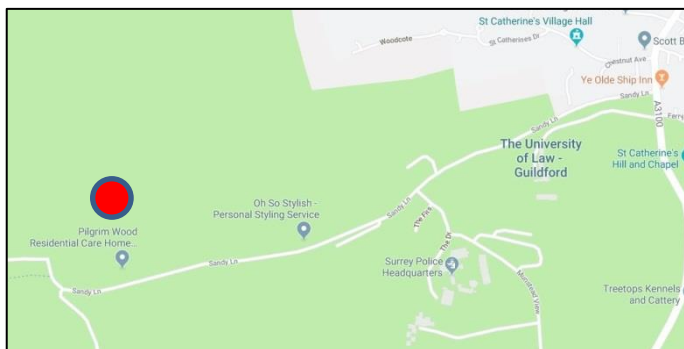 St Catherine's Village Hall
Woodcote
St Catherines Dr
Scott B
Chestnut Ave
Ye Olde Ship Inn
Sandy Ln
A3100
Ferre
Sandy Ln
The University
of Law -
Guildford
St Catherine's
Hill and Chapel
Oh So Stylish -
Personal Styling Service
Sandy Ln
The Firs
Pilgrim Wood
Residential Care Home...
The Dr
Surrey Police
Headquarters
Sandy Ln
Munstead View
Sandy Ln
Treetops Kennels
and Cattery